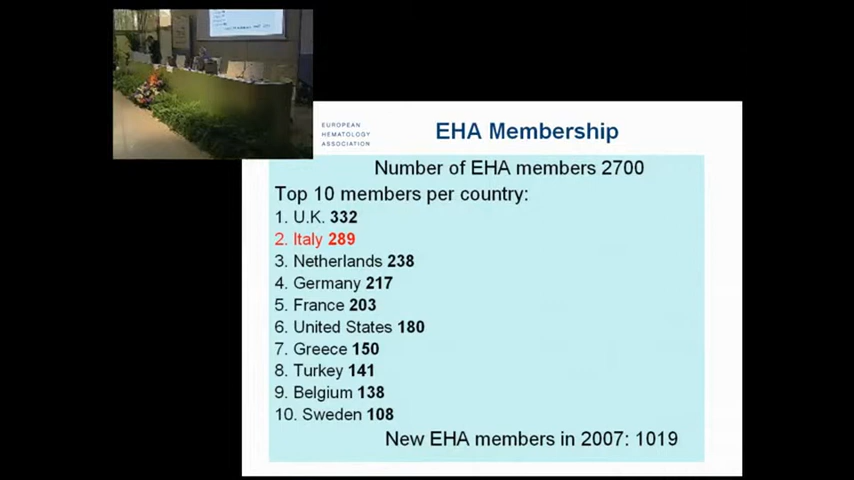 EUROPEAN
HEMATOLOGY
ASSOCIATION
EHA Membership
Number of EHA members 2700
Top 10 members per country:
1. U.K. 332
2. Italy 289
3. Netherlands 238
4. Germany 217
5. France 203
6. United States 180
7. Greece 150
8. Turkey 141
9. Belgium 138
10. Sweden 108
New EHA members in 2007: 1019